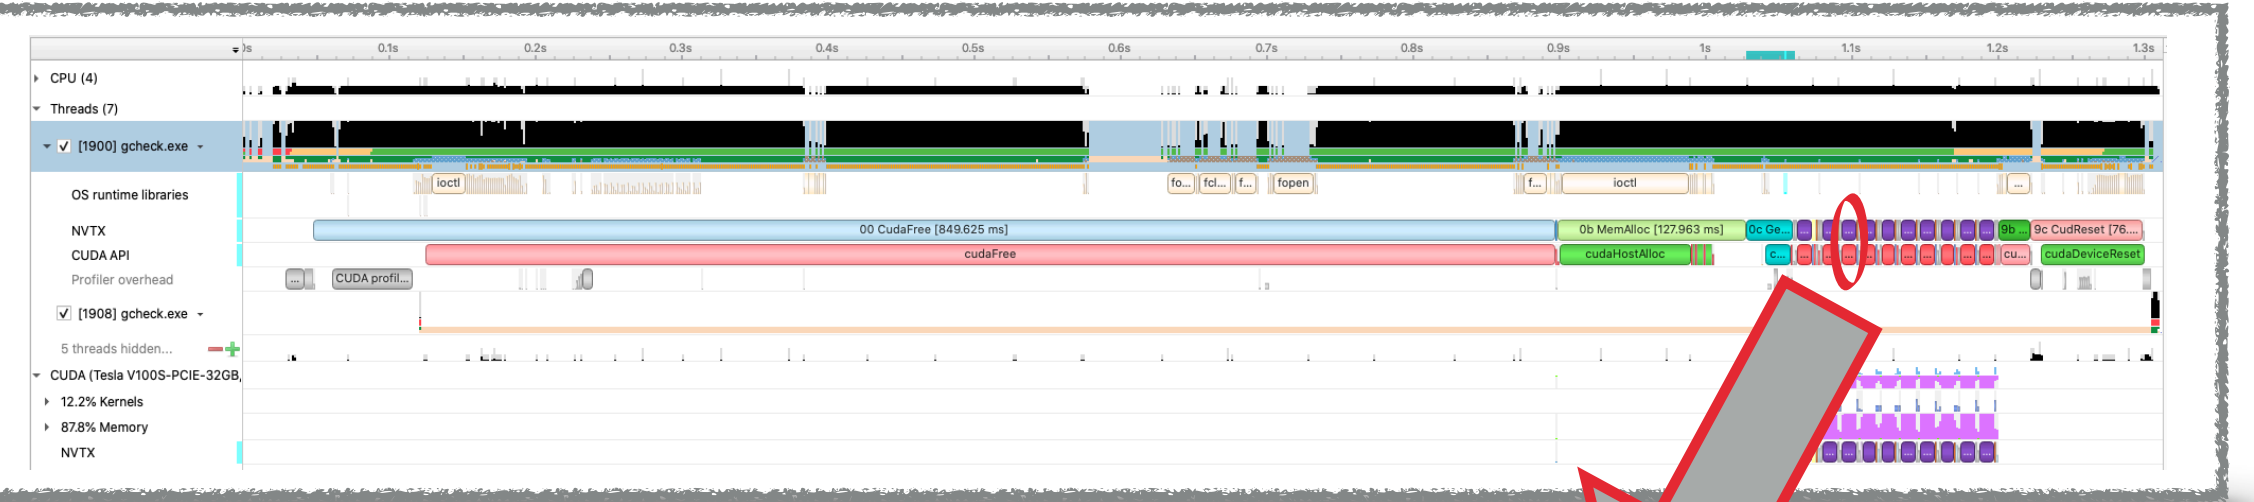 0s 0.1s 0.2s 0.3s 0.4s 0.5s 0.6s 0.7s 0.8s 0.9s 1s 1.1s 1.2s 1.3s
CPU (4)
Threads (7)
[1900] gcheck.exe
ioctl fo... fcl... f... fopen f... ioctl ...
OS runtime libraries
NVTX 00 CudaFree [849.625 ms] 0b MemAlloc [127.963 ms] 0c Ge... ... ... ... ... ... ... ... ... ... ... 9b ... 9c CudReset [76....
CUDA API cudaFree cudaHostAlloc c... ... ... ... ... ... ... ... ... ... ... cu... cudaDeviceReset
Profiler overhead ... CUDA profil...
[1908] gcheck.exe
5 threads hidden...
CUDA (Tesla V100S-PCIE-32GB,
12.2% Kernels
87.8% Memory
NVTX ... ... ... ... ... ... ... ... ...